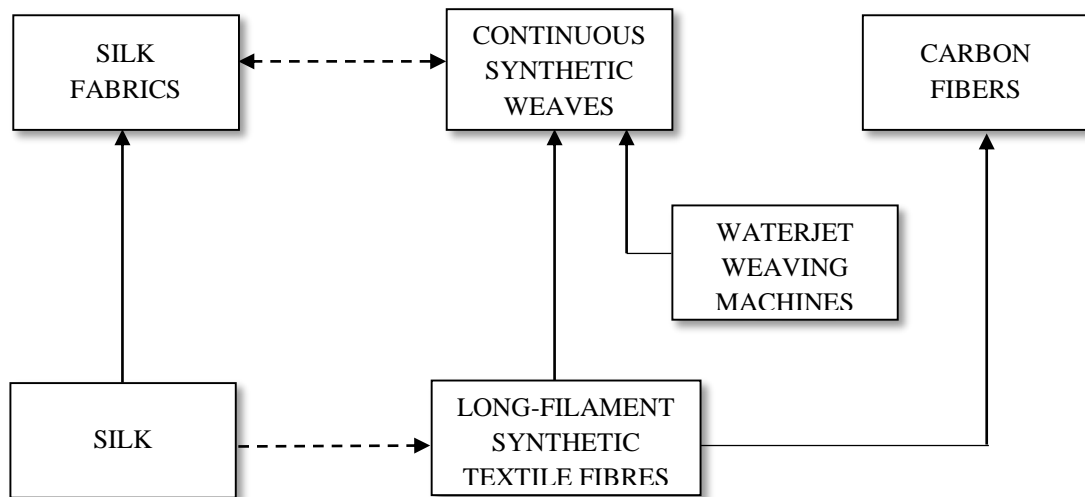 SILK
FABRICS
CONTINUOUS
SYNTHETIC
WEAVES
CARBON
FIBERS
WATERJET
WEAVING
MACHINES
SILK
LONG-FILAMENT
SYNTHETIC
TEXTILE FIBRES